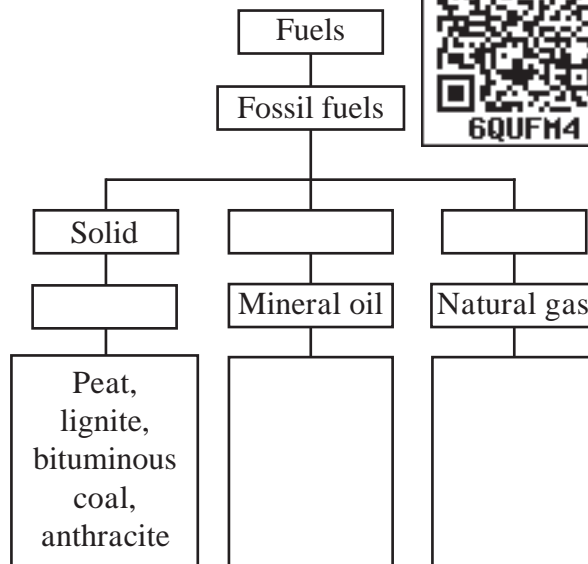 Fuels
Fossil fuels
6QUFM4
Solid
Mineral oil
Natural gas
Peat,
lignite,
bituminous
coal,
anthracite